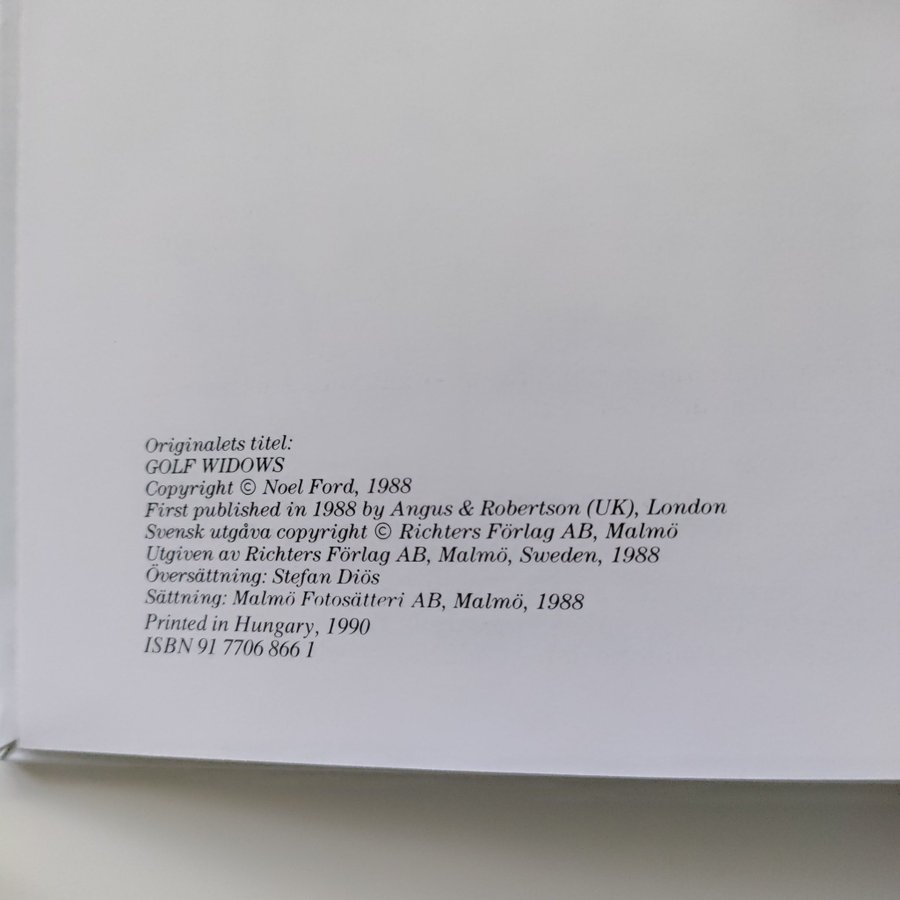 Originalets titel:
GOLF WIDOWS
Copyright © Noel Ford, 1988
First published in 1988 by Angus & Robertson (UK), London
Svensk utgåva copyright © Richters Förlag AB, Malmö
Utgiven av Richters Förlag AB, Malmö, Sweden, 1988
Översättning: Stefan Diös
Sättning: Malmö Fotosätteri AB, Malmö, 1988
Printed in Hungary, 1990
ISBN 91 7706 866 1